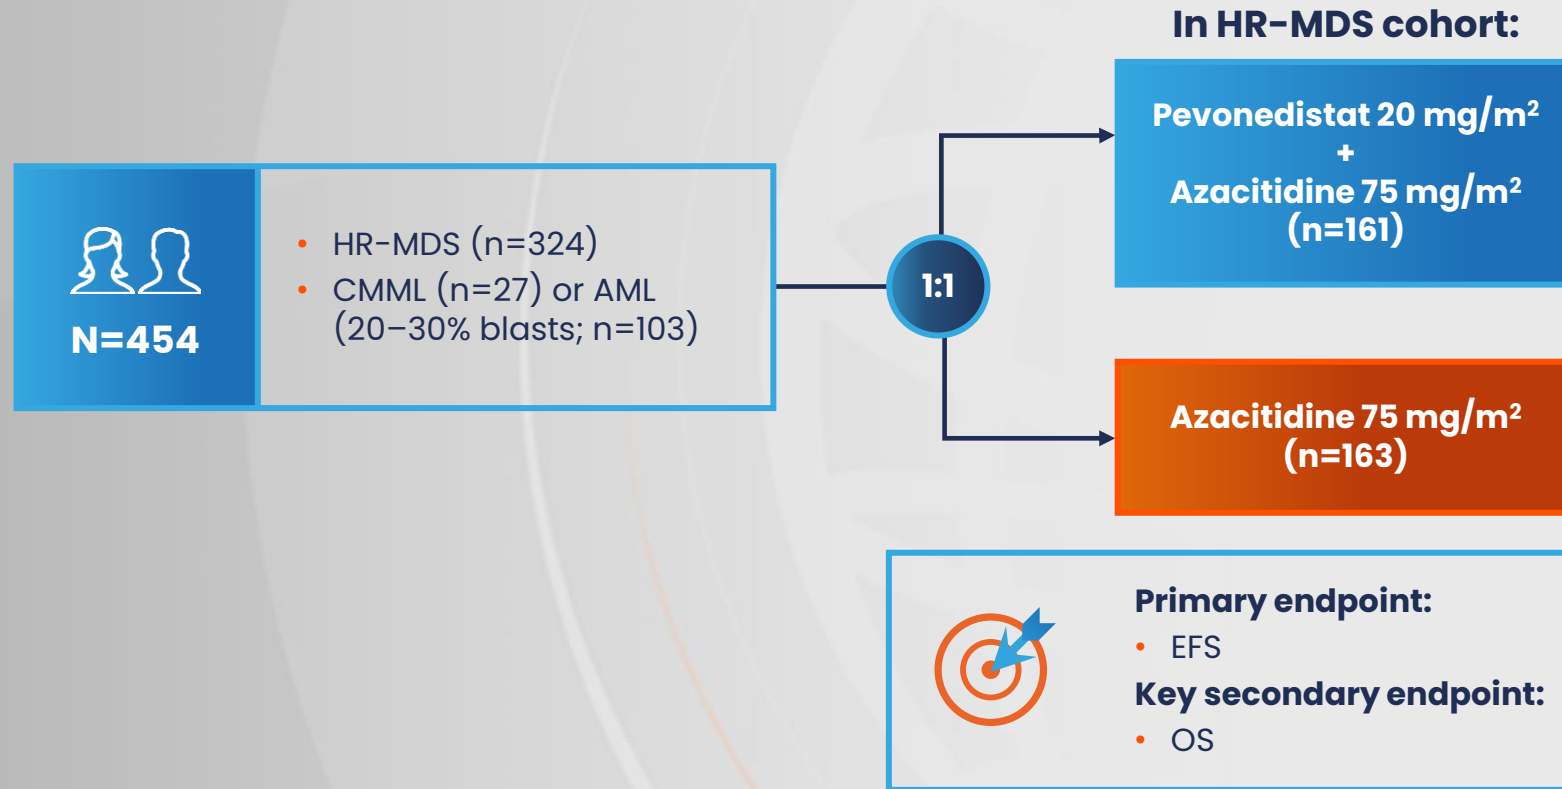 In HR-MDS cohort:
Pevonedistat 20 mg/m²
+
Azacitidine 75 mg/m²
(n=161)
• HR-MDS (n=324)
• CMML (n=27) or AML
(20–30% blasts; n=103)
N=454
1:1
Azacitidine 75 mg/m²
(n=163)
Primary endpoint:
• EFS
Key secondary endpoint:
• OS